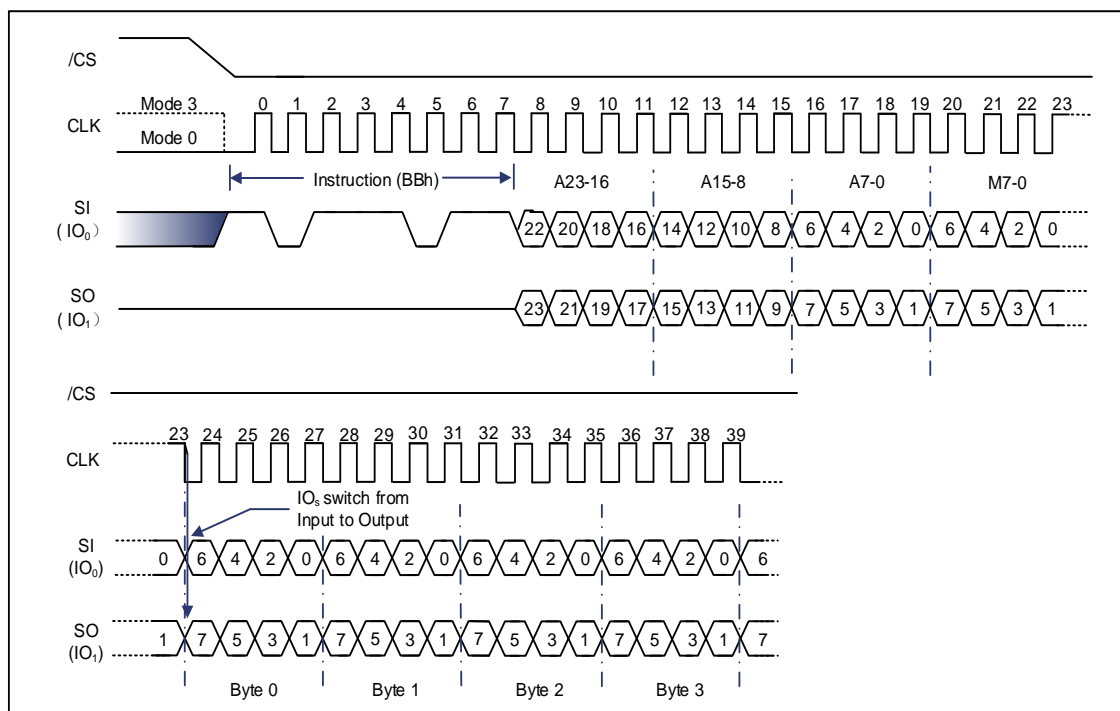 /CS
Mode 3
0 1 2 3 4 5 6 7 8 9 10 11 12 13 14 15 16 17 18 19 20 21 22 23
CLK
Mode 0
Instruction (BBh) A23-16 A15-8 A7-0 M7-0
SI
( IO0 )
22 20 18 16 14 12 10 8 6 4 2 0 6 4 2 0
SO
( IO1 )
23 21 19 17 15 13 11 9 7 5 3 1 7 5 3 1
/CS
23 24 25 26 27 28 29 30 31 32 33 34 35 36 37 38 39
CLK
IOs switch from
Input to Output
SI
(IO0)
0 6 4 2 0 6 4 2 0 6 4 2 0 6 4 2 0 6
SO
(IO1)
1 7 5 3 1 7 5 3 1 7 5 3 1 7 5 3 1 7
Byte 0 Byte 1 Byte 2 Byte 3